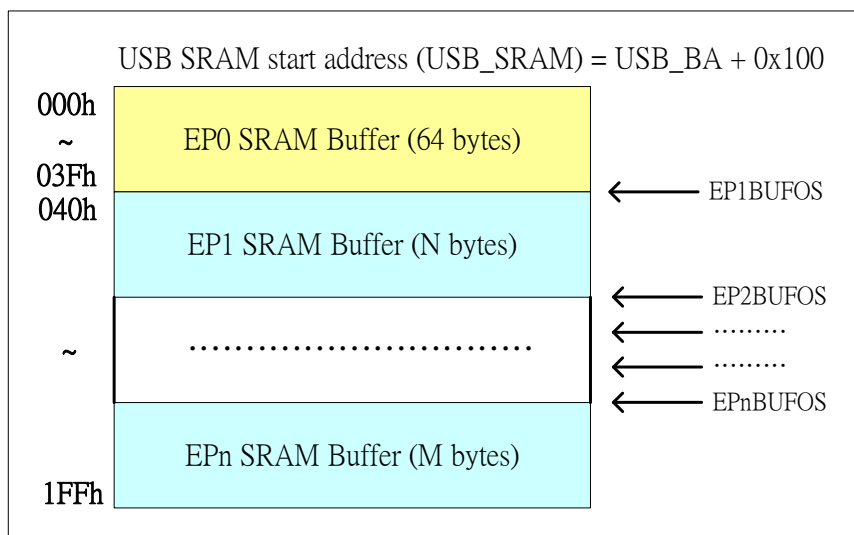 USB SRAM start address (USB_SRAM) = USB_BA + 0x100
000h
~
03Fh
EP0 SRAM Buffer (64 bytes)
EP1BUFOS
040h
EP1 SRAM Buffer (N bytes)
EP2BUFOS
.........
~
..............................
.........
EPnBUFOS
EPn SRAM Buffer (M bytes)
1FFh